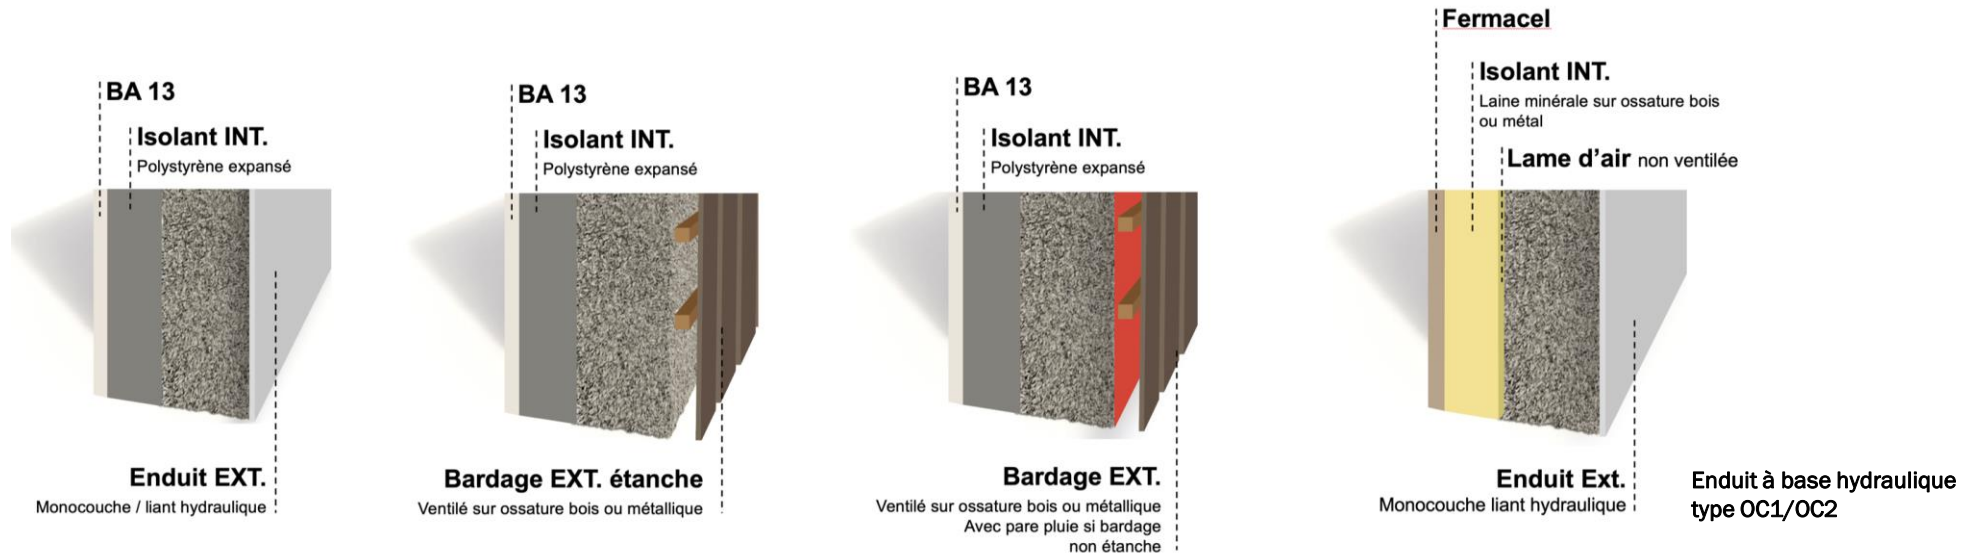 BA 13
Isolant INT.
Polystyrène expansé
Enduit EXT.
Monocouche / liant hydraulique
BA 13
Isolant INT.
Polystyrène expansé
Bardage EXT. étanche
Ventilé sur ossature bois ou métallique
BA 13
Isolant INT.
Polystyrène expansé
Bardage EXT.
Ventilé sur ossature bois ou métallique
Avec pare pluie si bardage
non étanche
Fermacel
Isolant INT.
Laine minérale sur ossature bois
ou métal
Lame d’air non ventilée
Enduit Ext.
Monocouche liant hydraulique
Enduit à base hydraulique
type OC1/OC2